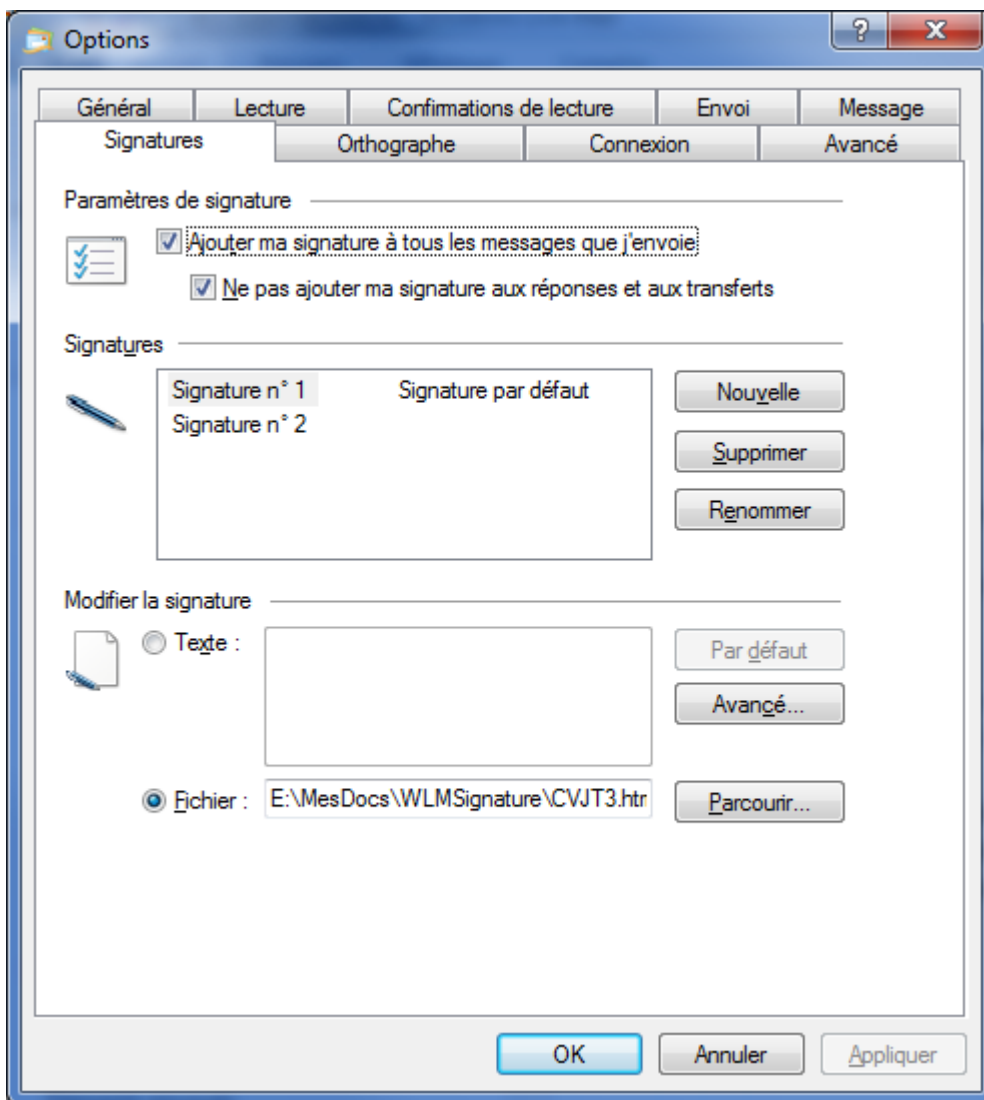 Options
Général Lecture Confirmations de lecture Envoi Message
Signatures Orthographe Connexion Avancé
Paramètres de signature
Ajouter ma signature à tous les messages que j'envoie
Ne pas ajouter ma signature aux réponses et aux transferts
Signatures
Signature n° 1 Signature par défaut
Signature n° 2
Nouvelle
Supprimer
Renommer
Modifier la signature
Texte :
Par défaut
Avancé...
Fichier : E:\MesDocs\WLMSignature\CVJT3.htm Parcourir...
OK Annuler Appliquer